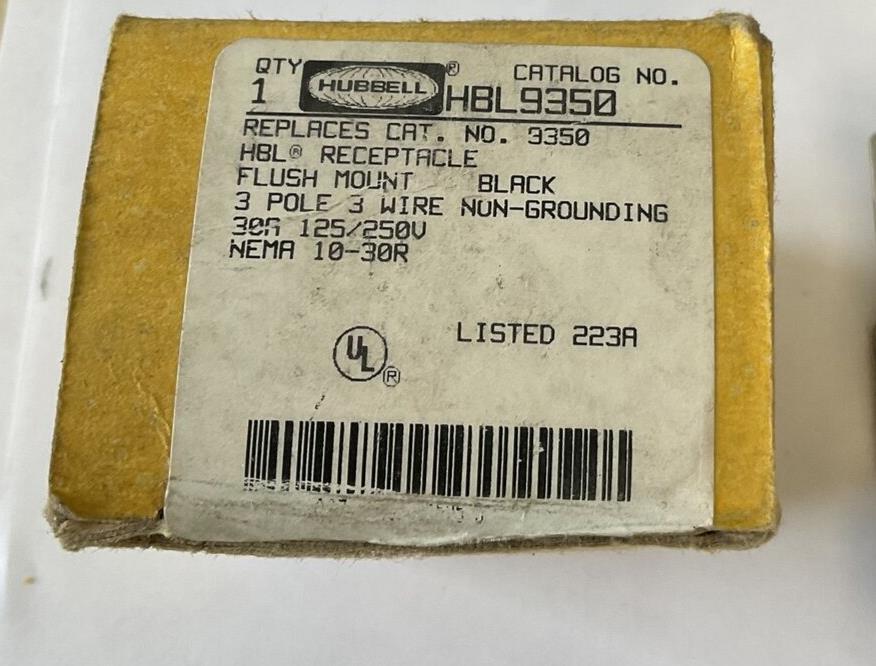 QTY HUBBELL ® CATALOG NO.
1 HBL9350
REPLACES CAT. NO. 9350
HBL® RECEPTACLE
FLUSH MOUNT BLACK
3 POLE 3 WIRE NON-GROUNDING
30A 125/250V
NEMA 10-30R
UL ® LISTED 223A